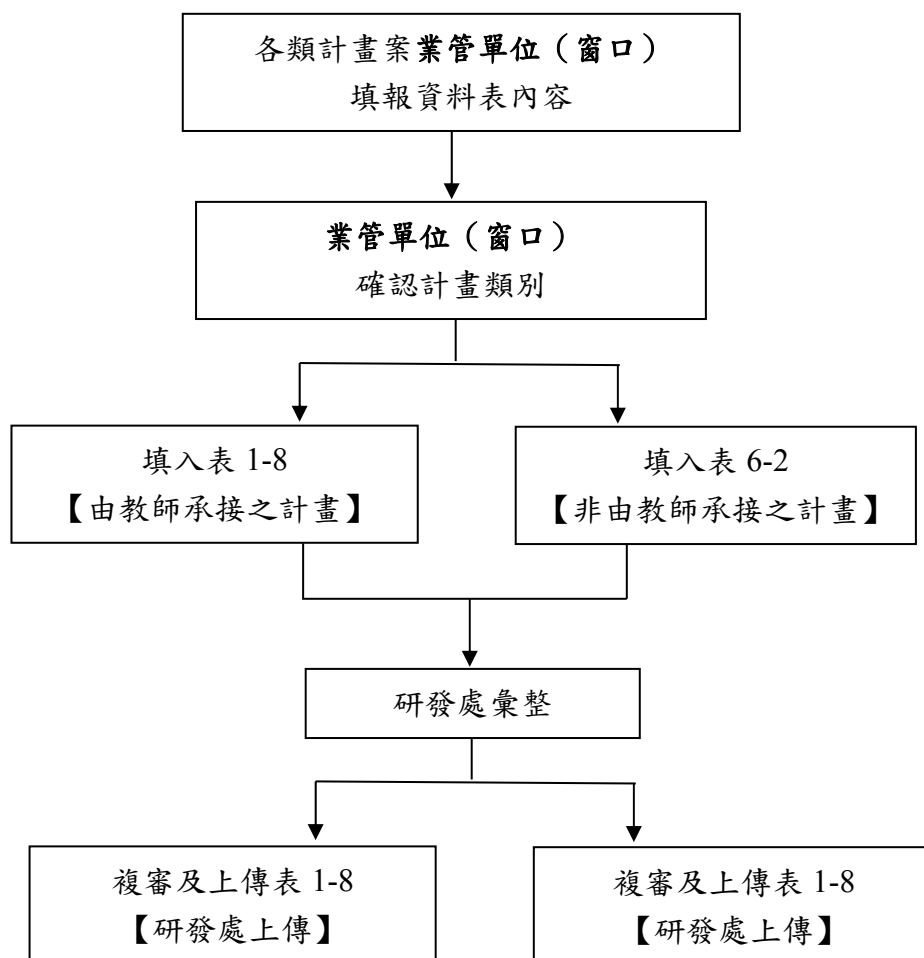 各類計畫案業管單位（窗口）
填報資料表內容
業管單位（窗口）
確認計畫類別
填入表 1-8
【由教師承接之計畫】
填入表 6-2
【非由教師承接之計畫】
研發處彙整
複審及上傳表 1-8
【研發處上傳】
複審及上傳表 1-8
【研發處上傳】